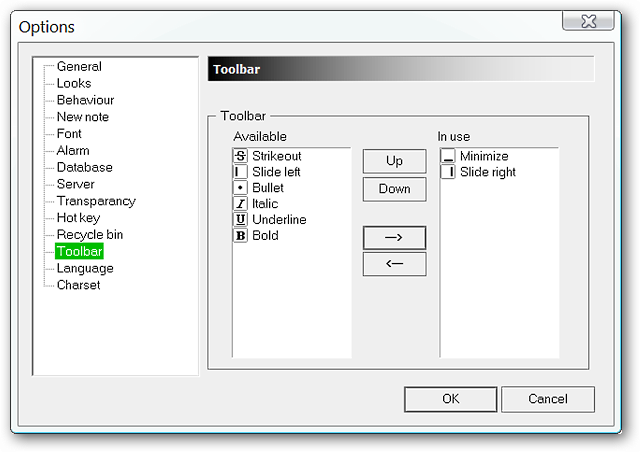 Options
General
Looks
Behaviour
New note
Font
Alarm
Database
Server
Transparancy
Hot key
Recycle bin
Toolbar
Language
Charset
Toolbar
Toolbar
Available
Strikeout
Slide left
Bullet
Italic
Underline
Bold
Up
Down
-->
<--
In use
Minimize
Slide right
OK
Cancel